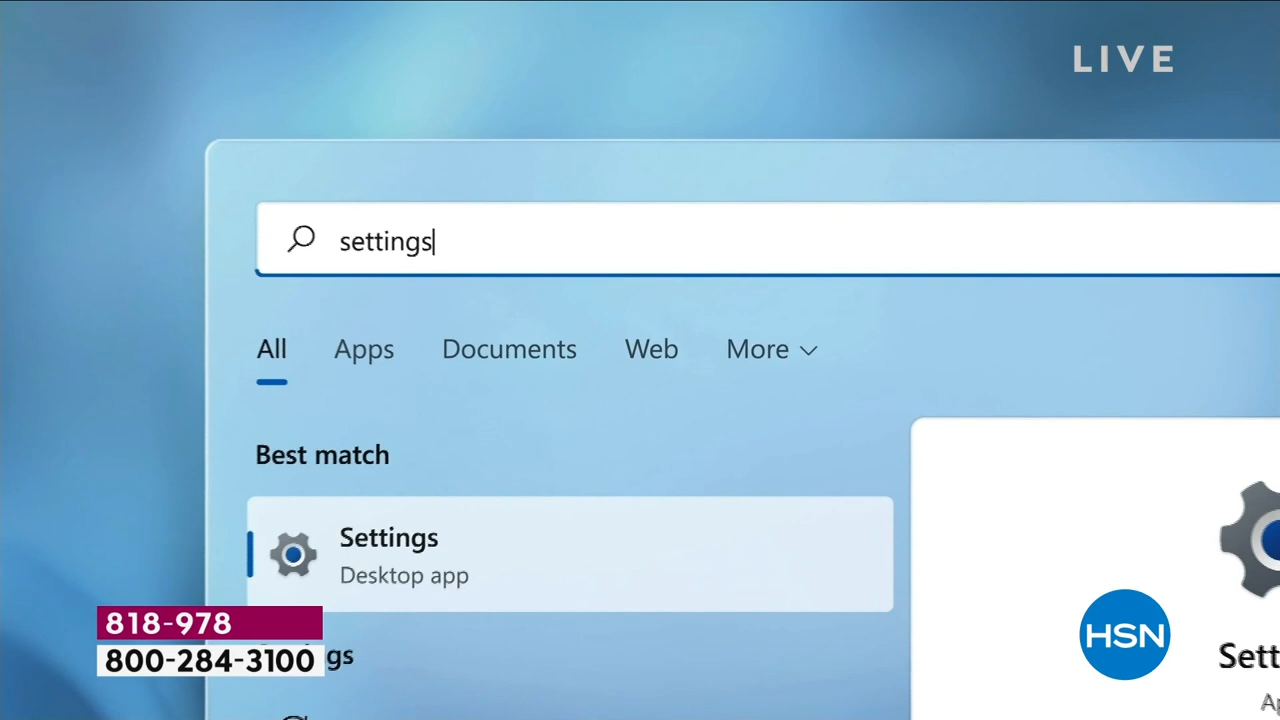 LIVE
settings
All Apps Documents Web More
Best match
Settings
Desktop app
818-978
800-284-3100
gs
HSN
Sett
Ap